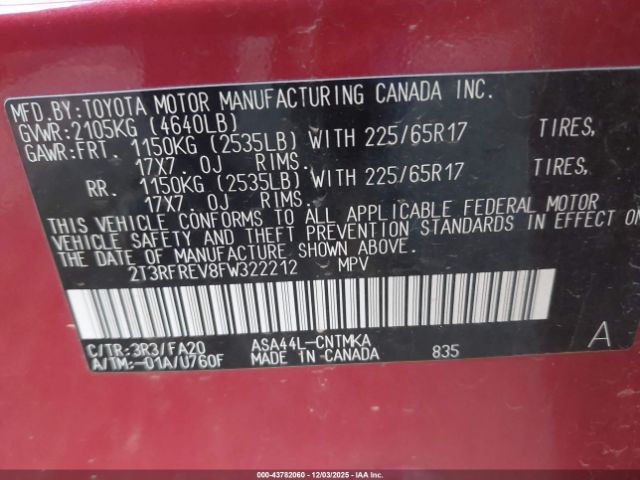 MFD.BY:TOYOTA MOTOR MANUFACTURING CANADA INC.
GVWR:2105KG (4640LB)
GAWR:FRT. 1150KG (2535LB) WITH 225/65R17 TIRES,
17X7.0J RIMS.
RR. 1150KG (2535LB) WITH 225/65R17 TIRES,
17X7.0J RIMS.
THIS VEHICLE CONFORMS TO ALL APPLICABLE FEDERAL MOTOR
VEHICLE SAFETY AND THEFT PREVENTION STANDARDS IN EFFECT O
THE DATE OF MANUFACTURE SHOWN ABOVE.
2T3RFREV8FW322212 MPV
C/TR:3R3/FA20 ASA44L-CNTMKA 835 A
A/TM:-01A/U760F MADE IN CANADA
000-43782060 - 12/03/2025 - IAA.COM